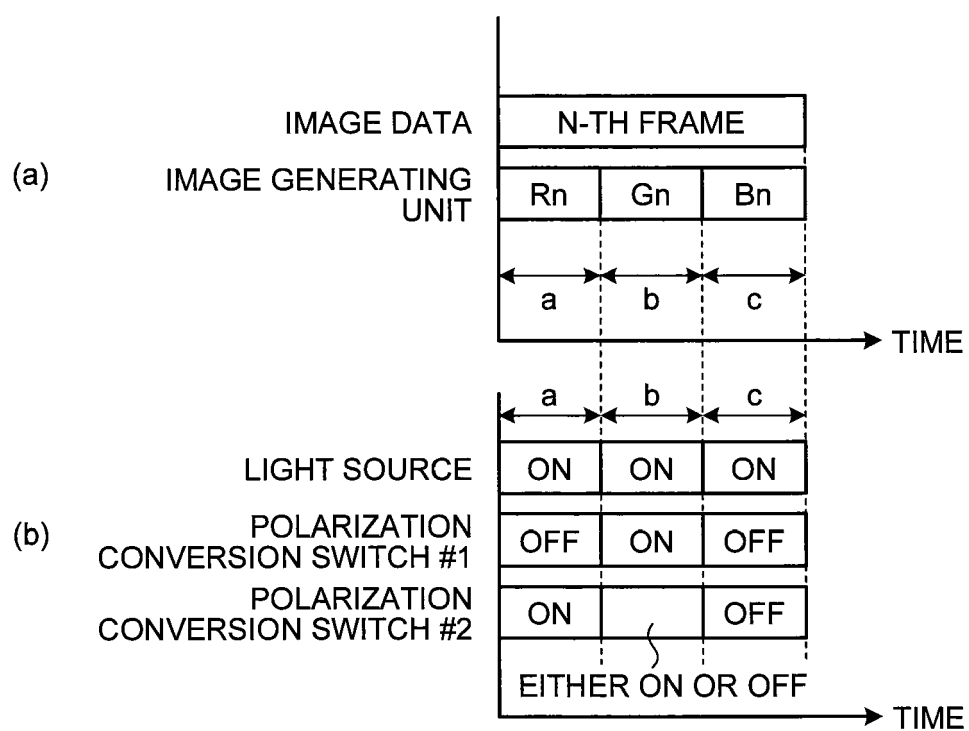 (a)
IMAGE DATA
N-TH FRAME
IMAGE GENERATING
UNIT
Rn Gn Bn
a b c
TIME
(b)
a b c
LIGHT SOURCE
ON ON ON
POLARIZATION
CONVERSION SWITCH #1
OFF ON OFF
POLARIZATION
CONVERSION SWITCH #2
ON OFF
EITHER ON OR OFF
TIME